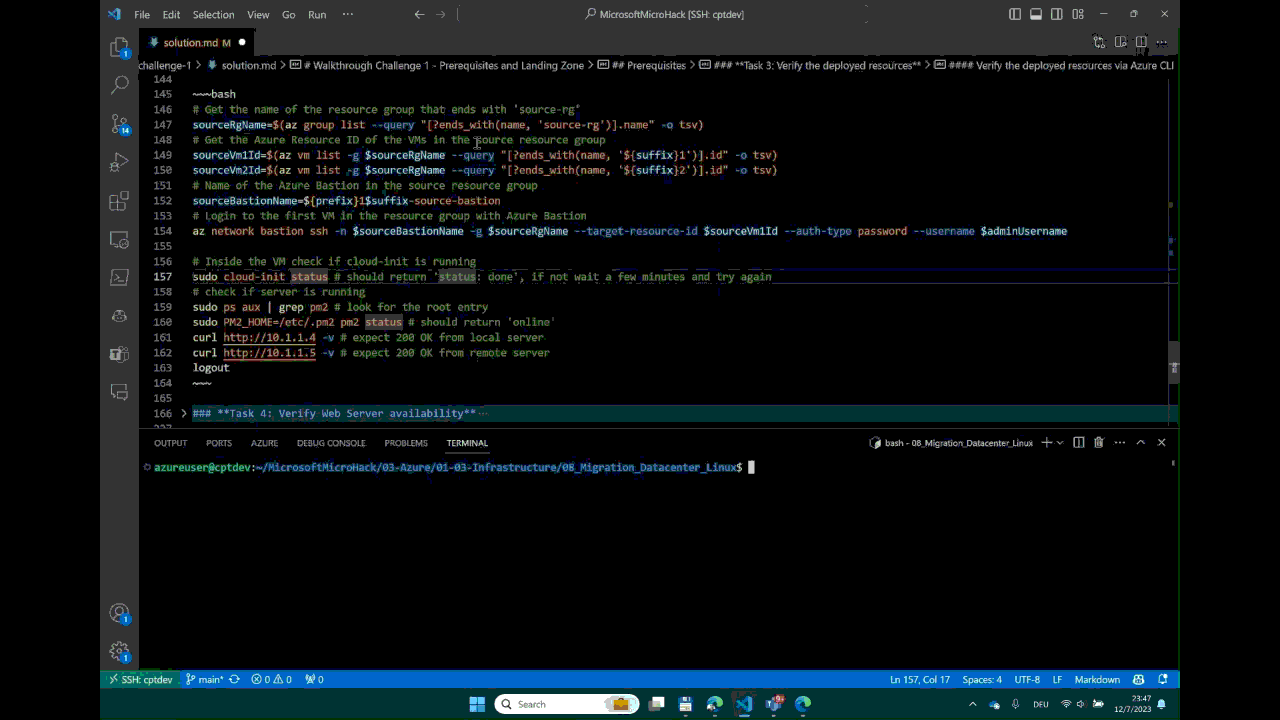 File Edit Selection View Go Run ··· MicrosoftMicroHack [SSH: cptdev]
solution.md M
challenge-1 > solution.md > # Walkthrough Challenge 1 - Prerequisites and Landing Zone > ## Prerequisites > ### **Task 3: Verify the deployed resources** > #### Verify the deployed resources via Azure CLI
144
145 ~~~bash
146 # Get the name of the resource group that ends with 'source-rg"
147 sourceRgName=$(az group list --query "[?ends_with(name, 'source-rg')].name" -o tsv)
148 # Get the Azure Resource ID of the VMs in the source resource group
149 sourceVm1Id=$(az vm list -g $sourceRgName --query "[?ends_with(name, '${suffix}1')].id" -o tsv)
150 sourceVm2Id=$(az vm list -g $sourceRgName --query "[?ends_with(name, '${suffix}2')].id" -o tsv)
151 # Name of the Azure Bastion in the source resource group
152 sourceBastionName=${prefix}1$suffix-source-bastion
153 # Login to the first VM in the resource group with Azure Bastion
154 az network bastion ssh -n $sourceBastionName -g $sourceRgName --target-resource-id $sourceVm1Id --auth-type password --username $adminUsername
155
156 # Inside the VM check if cloud-init is running
157 sudo cloud-init status # should return 'status: done', if not wait a few minutes and try again
158 # check if server is running
159 sudo ps aux | grep pm2 # look for the root entry
160 sudo PM2_HOME=/etc/.pm2 pm2 status # should return 'online'
161 curl http://10.1.1.4 -v # expect 200 OK from local server
162 curl http://10.1.1.5 -v # expect 200 OK from remote server
163 logout
164 ~~~
165
166 > ### **Task 4: Verify Web Server availability** ···
OUTPUT PORTS AZURE DEBUG CONSOLE PROBLEMS TERMINAL bash - 08_Migration_Datacenter_Linux
azureuser@cptdev:~/MicrosoftMicroHack/03-Azure/01-03-Infrastructure/08_Migration_Datacenter_Linux$
SSH: cptdev main* 0 0 0 Ln 157, Col 17 Spaces: 4 UTF-8 LF Markdown
Search DEU 23:47
12/7/2023